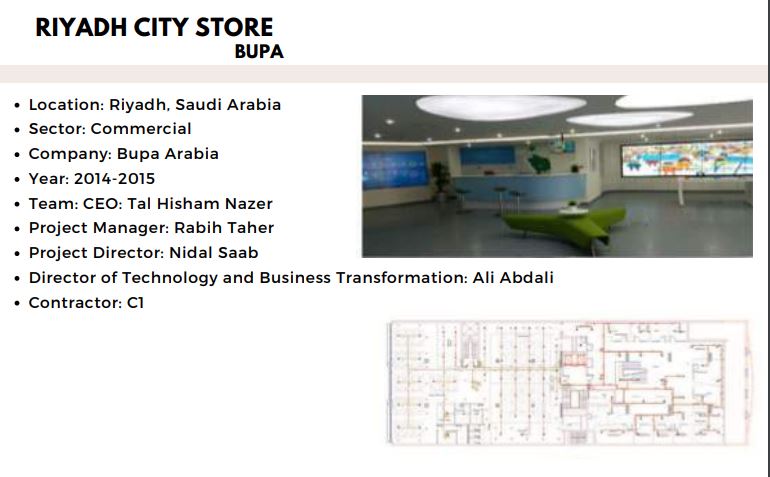 RIYADH CITY STORE
BUPA
• Location: Riyadh, Saudi Arabia
• Sector: Commercial
• Company: Bupa Arabia
• Year: 2014-2015
• Team: CEO: Tal Hisham Nazer
• Project Manager: Rabih Taher
• Project Director: Nidal Saab
• Director of Technology and Business Transformation: Ali Abdali
• Contractor: C1